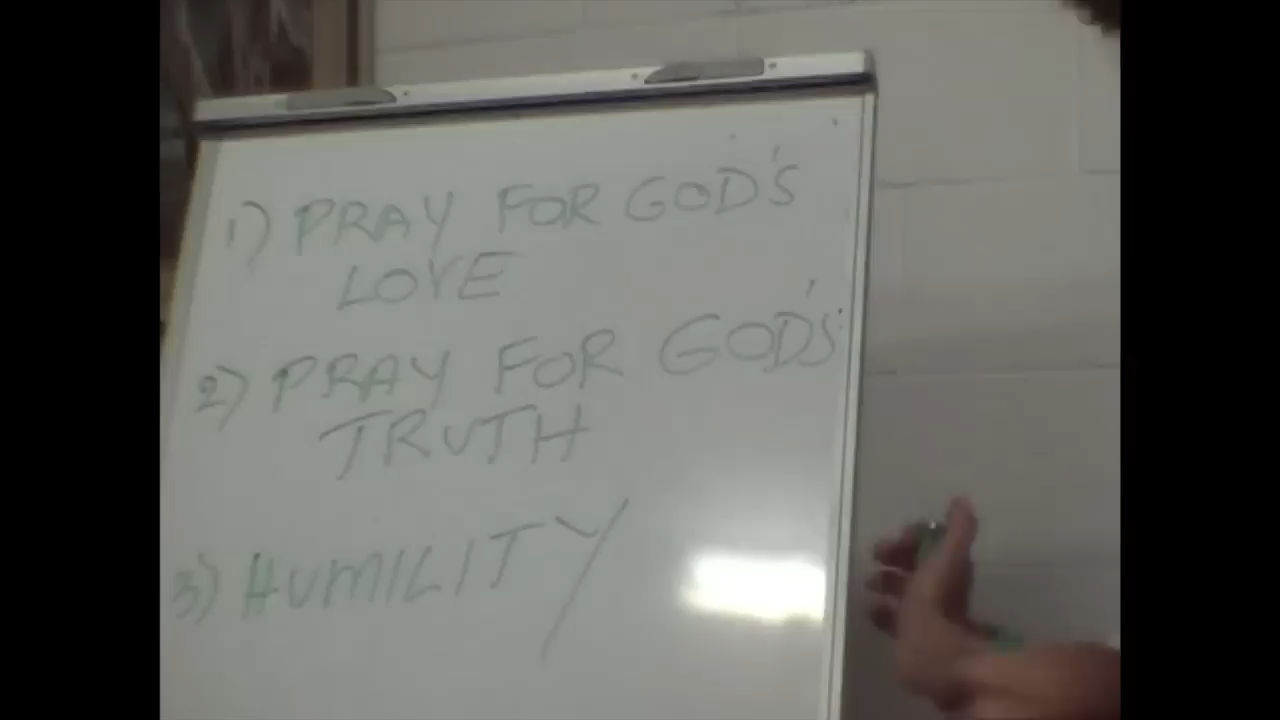 1) PRAY FOR GOD'S
LOVE
2) PRAY FOR GOD'S
TRUTH
3) HUMILITY